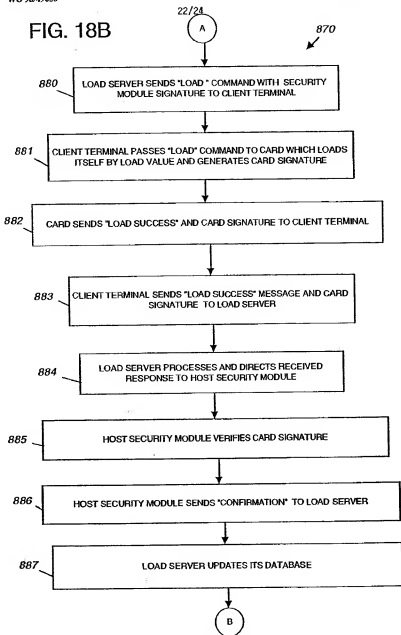 22/24
FIG. 18B
A
870
880
LOAD SERVER SENDS "LOAD " COMMAND WITH SECURITY
MODULE SIGNATURE TO CLIENT TERMINAL
881
CLIENT TERMINAL PASSES "LOAD" COMMAND TO CARD WHICH LOADS
ITSELF BY LOAD VALUE AND GENERATES CARD SIGNATURE
882
CARD SENDS "LOAD SUCCESS" AND CARD SIGNATURE TO CLIENT TERMINAL
883
CLIENT TERMINAL SENDS "LOAD SUCCESS" MESSAGE AND CARD
SIGNATURE TO LOAD SERVER
884
LOAD SERVER PROCESSES AND DIRECTS RECEIVED
RESPONSE TO HOST SECURITY MODULE
885
HOST SECURITY MODULE VERIFIES CARD SIGNATURE
886
HOST SECURITY MODULE SENDS "CONFIRMATION" TO LOAD SERVER
887
LOAD SERVER UPDATES ITS DATABASE
B